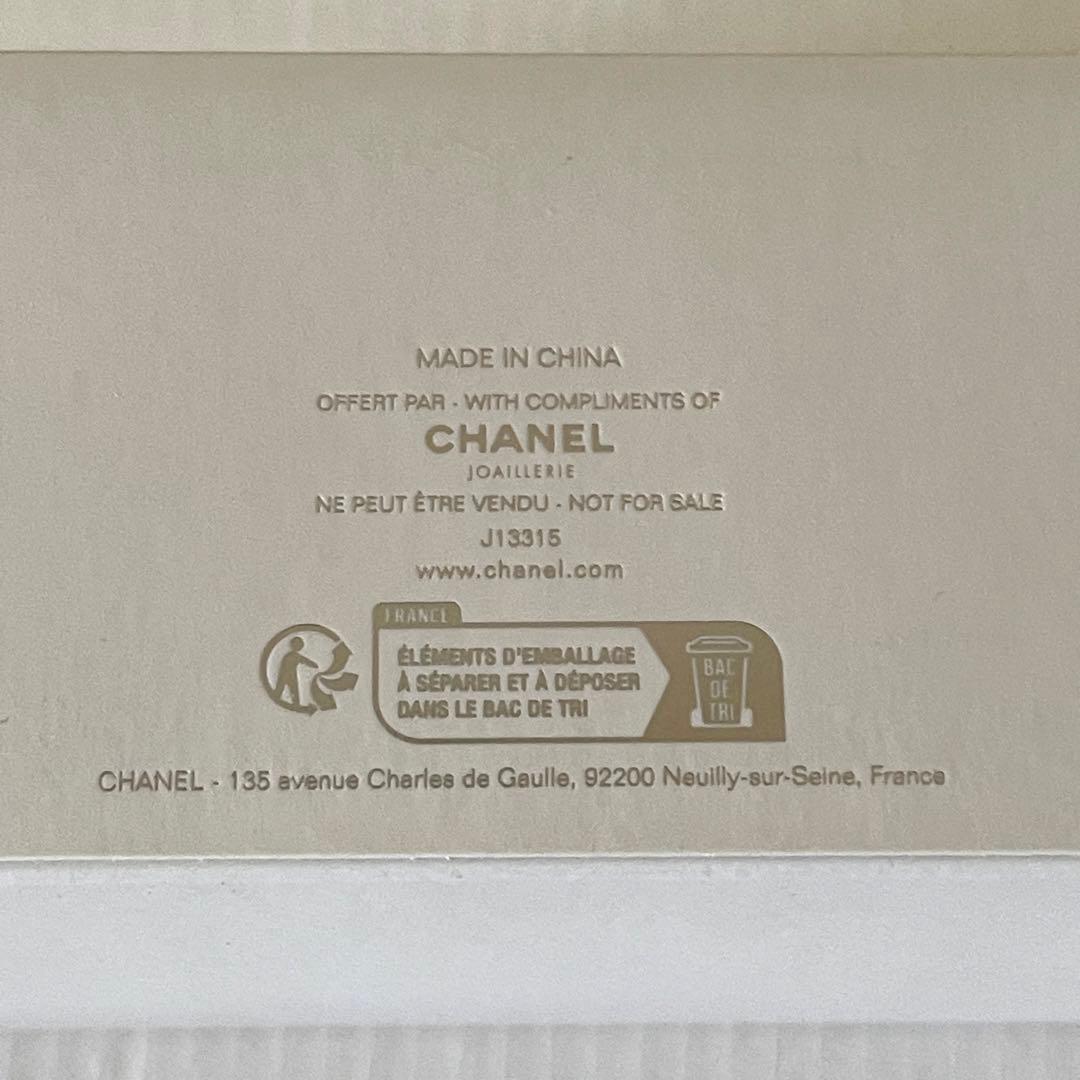 MADE IN CHINA
OFFERT PAR - WITH COMPLIMENTS OF
CHANEL
JOAILLERIE
NE PEUT ÊTRE VENDU - NOT FOR SALE
J13315
www.chanel.com
FRANCE
ÉLÉMENTS D'EMBALLAGE
À SÉPARER ET À DÉPOSER
DANS LE BAC DE TRI
BAC
DE
TRI
CHANEL - 135 avenue Charles de Gaulle, 92200 Neuilly-sur-Seine, France